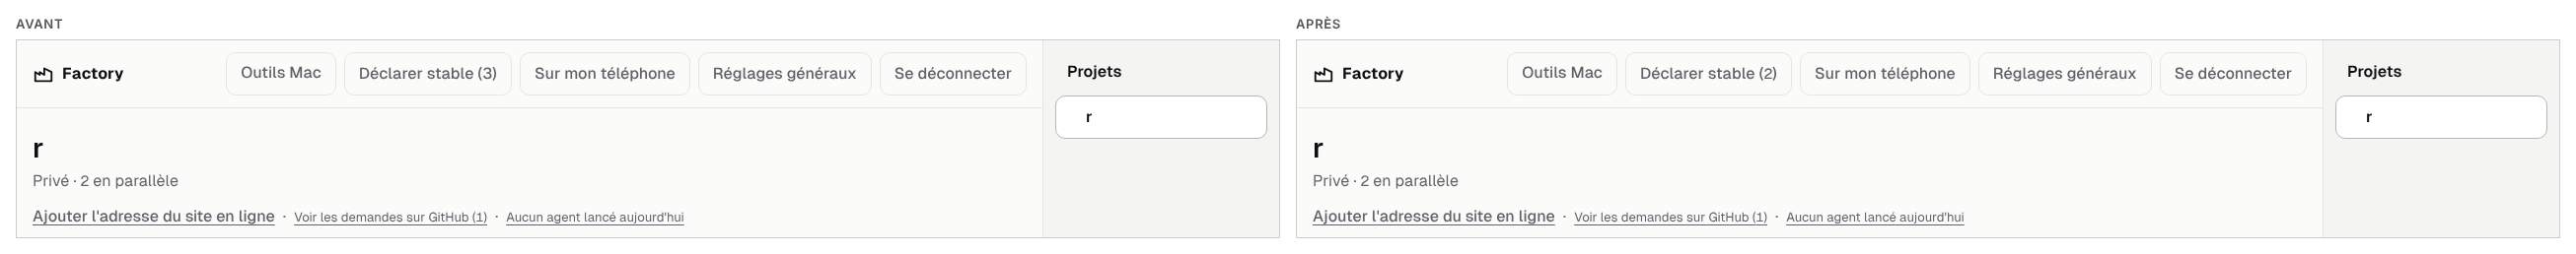 AVANT
Factory
Outils Mac
Déclarer stable (3)
Sur mon téléphone
Réglages généraux
Se déconnecter
Projets
r
r
Privé · 2 en parallèle
Ajouter l'adresse du site en ligne · Voir les demandes sur GitHub (1) · Aucun agent lancé aujourd'hui
APRÈS
Factory
Outils Mac
Déclarer stable (2)
Sur mon téléphone
Réglages généraux
Se déconnecter
Projets
r
r
Privé · 2 en parallèle
Ajouter l'adresse du site en ligne · Voir les demandes sur GitHub (1) · Aucun agent lancé aujourd'hui